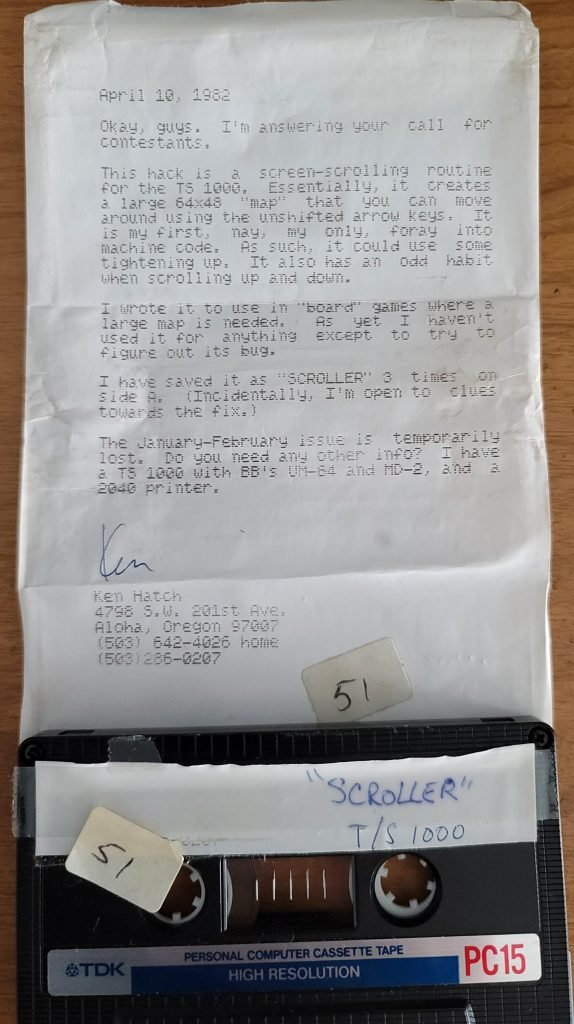 April 10, 1982
Okay, guys. I'm answering your call for
contestants.
This hack is a screen-scrolling routine
for the TS 1000. Essentially, it creates
a large 64x48 "map" that you can move
around using the unshifted arrow keys. It
is my first, nay, my only, foray into
machine code. As such, it could use some
tightening up. It also has an odd habit
when scrolling up and down.
I wrote it to use in "board" games where a
large map is needed. As yet I haven't
used it for anything except to try to
figure out its bug.
I have saved it as "SCROLLER" 3 times on
side A. (Incidentally, I'm open to clues
towards the fix.)
The January-February issue is temporarily
lost. Do you need any other info? I have
a TS 1000 with BB's UM-64 and MD-2, and a
2040 printer.
Ken
Ken Hatch
4798 S.W. 201st Ave.
Aloha, Oregon 97007
(503) 642-4026 home
(503)286-0207
51
"SCROLLER"
T/S 1000
51
TDK
PERSONAL COMPUTER CASSETTE TAPE
HIGH RESOLUTION
PC15